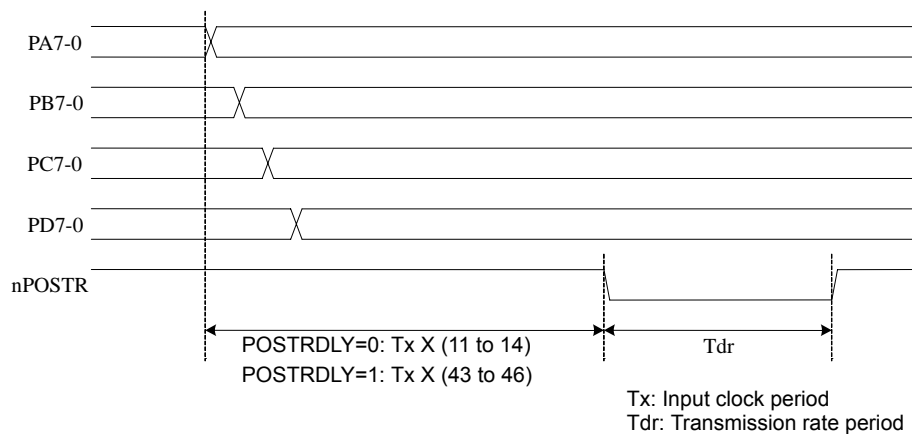 PA7-0
PB7-0
PC7-0
PD7-0
nPOSTR
POSTRDLY=0: Tx X (11 to 14)
Tdr
POSTRDLY=1: Tx X (43 to 46)
Tx: Input clock period
Tdr: Transmission rate period